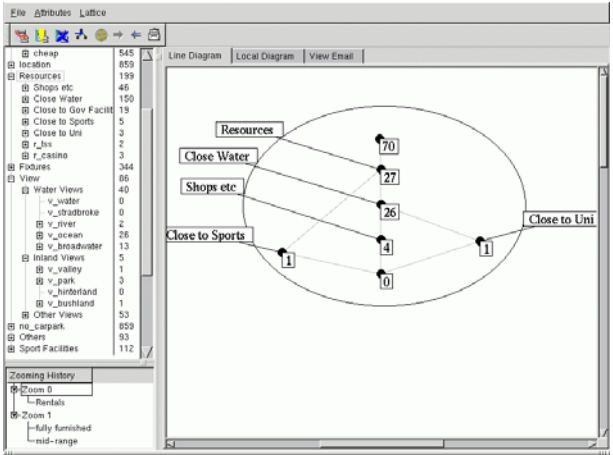 File Attributes Lattice
cheap 545
location 859
Resources 199
Shops etc 46
Close Water 150
Close to Gov Facilit 19
Close to Sports 5
Close to Uni 3
r_tss 2
r_casino 3
Fixtures 344
View 86
Water Views 40
v_water 0
v_stradbroke 0
v_river 2
v_ocean 26
v_broadwater 13
Inland Views 5
v_valley 1
v_park 3
v_hinterland 0
v_bushland 1
Other Views 53
no_carpark 859
Others 93
Sport Facilities 112
Zooming History
Zoom 0
Rentals
Zoom 1
fully furnished
mid-range
Line Diagram Local Diagram View Email
Resources
70
Close Water
27
Shops etc
26
Close to Sports
4
Close to Uni
1
1
0